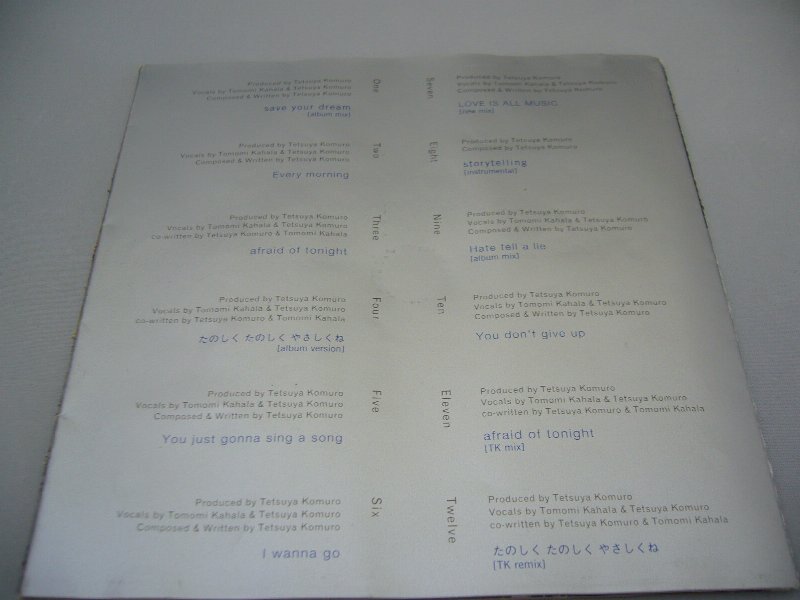 One
Produced by Tetsuya Komuro
Vocals by Tomomi Kahala & Tetsuya Komuro
Composed & Written by Tetsuya Komuro
save your dream
[album mix]
Two
Produced by Tetsuya Komuro
Vocals by Tomomi Kahala & Tetsuya Komuro
Composed & Written by Tetsuya Komuro
Every morning
Three
Produced by Tetsuya Komuro
Vocals by Tomomi Kahala & Tetsuya Komuro
co-written by Tetsuya Komuro & Tomomi Kahala
afraid of tonight
Four
Produced by Tetsuya Komuro
Vocals by Tomomi Kahala & Tetsuya Komuro
co-written by Tetsuya Komuro & Tomomi Kahala
たのしく たのしく やさしくね
[album version]
Five
Produced by Tetsuya Komuro
Vocals by Tomomi Kahala & Tetsuya Komuro
Composed & Written by Tetsuya Komuro
You just gonna sing a song
Six
Produced by Tetsuya Komuro
Vocals by Tomomi Kahala & Tetsuya Komuro
Composed & Written by Tetsuya Komuro
I wanna go
Seven
Produced by Tetsuya Komuro
Vocals by Tomomi Kahala & Tetsuya Komuro
Composed & Written by Tetsuya Komuro
LOVE IS ALL MUSIC
[new mix]
Eight
Produced by Tetsuya Komuro
Composed by Tetsuya Komuro
storytelling
[instrumental]
Nine
Produced by Tetsuya Komuro
Vocals by Tomomi Kahala & Tetsuya Komuro
Composed & Written by Tetsuya Komuro
Hate tell a lie
[album mix]
Ten
Produced by Tetsuya Komuro
Vocals by Tomomi Kahala & Tetsuya Komuro
Composed & Written by Tetsuya Komuro
You don't give up
Eleven
Produced by Tetsuya Komuro
Vocals by Tomomi Kahala & Tetsuya Komuro
co-written by Tetsuya Komuro & Tomomi Kahala
afraid of tonight
[TK mix]
Twelve
Produced by Tetsuya Komuro
Vocals by Tomomi Kahala & Tetsuya Komuro
co-written by Tetsuya Komuro & Tomomi Kahala
たのしく たのしく やさしくね
[TK remix]